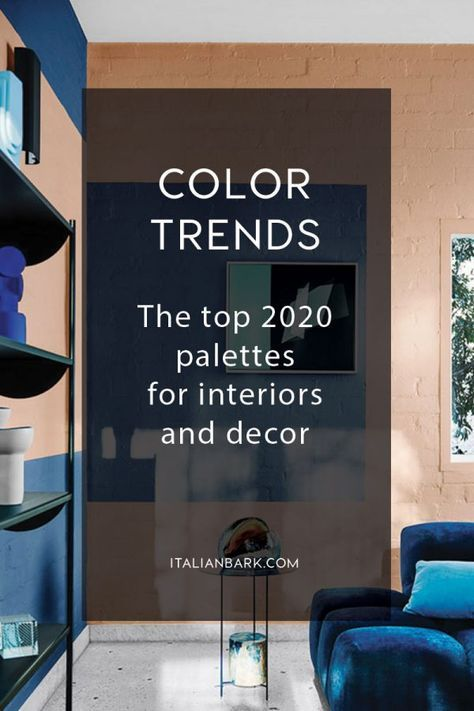 COLOR
TRENDS
The top 2020
palettes
for interiors
and decor
ITALIANBARK.COM